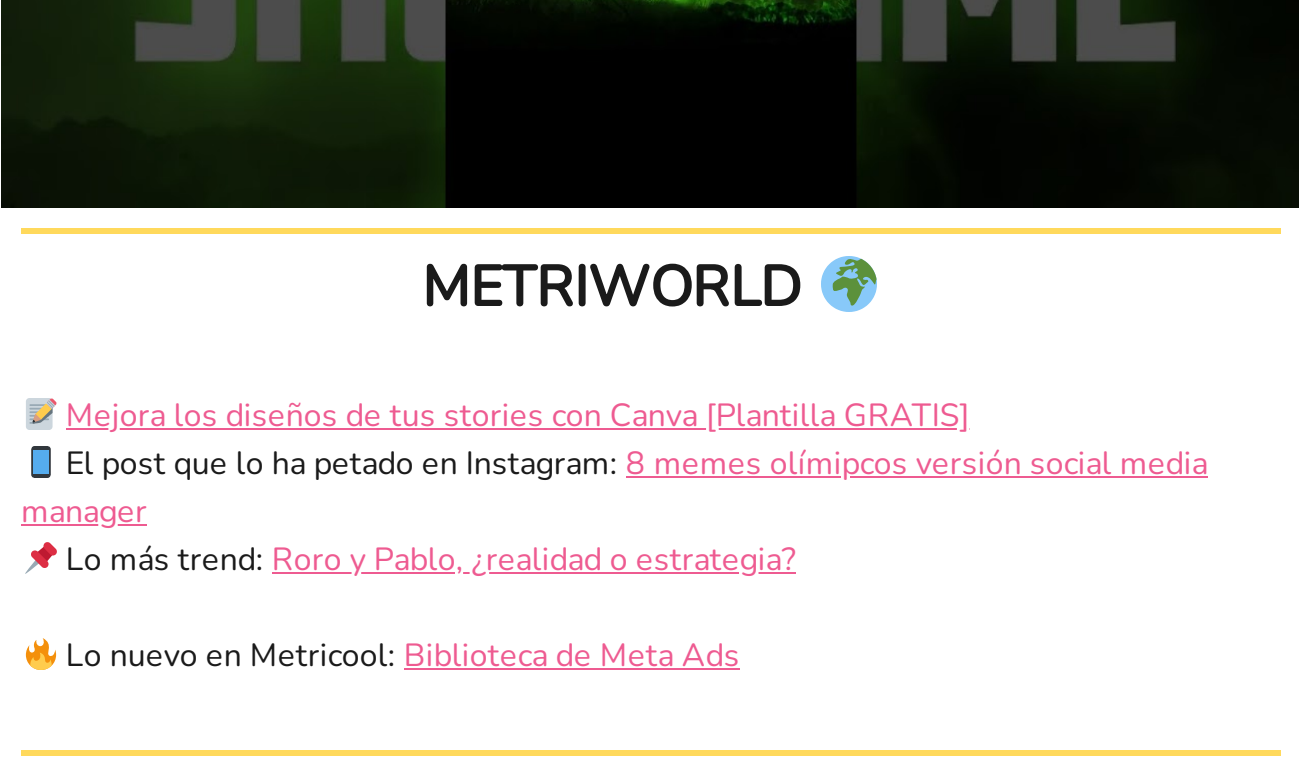 METRIWORLD 🌍
📝 Mejora los diseños de tus stories con Canva [Plantilla GRATIS]
📱 El post que lo ha petado en Instagram: 8 memes olímipcos versión social media
manager
📌 Lo más trend: Roro y Pablo, ¿realidad o estrategia?
🔥 Lo nuevo en Metricool: Biblioteca de Meta Ads